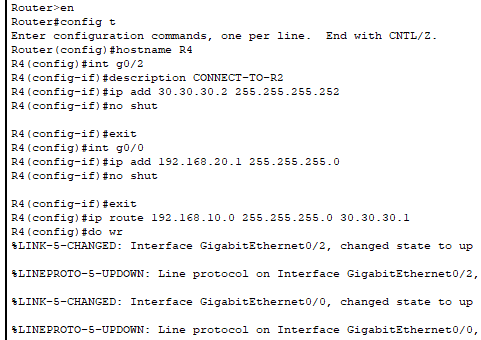 Router>en
Router#config t
Enter configuration commands, one per line.  End with CNTL/Z.
Router(config)#hostname R4
R4(config)#int g0/2
R4(config-if)#description CONNECT-TO-R2
R4(config-if)#ip add 30.30.30.2 255.255.255.252
R4(config-if)#no shut
R4(config-if)#exit
R4(config)#int g0/0
R4(config-if)#ip add 192.168.20.1 255.255.255.0
R4(config-if)#no shut
R4(config-if)#exit
R4(config)#ip route 192.168.10.0 255.255.255.0 30.30.30.1
R4(config)#do wr
%LINK-5-CHANGED: Interface GigabitEthernet0/2, changed state to up
%LINEPROTO-5-UPDOWN: Line protocol on Interface GigabitEthernet0/2,
%LINK-5-CHANGED: Interface GigabitEthernet0/0, changed state to up
%LINEPROTO-5-UPDOWN: Line protocol on Interface GigabitEthernet0/0,